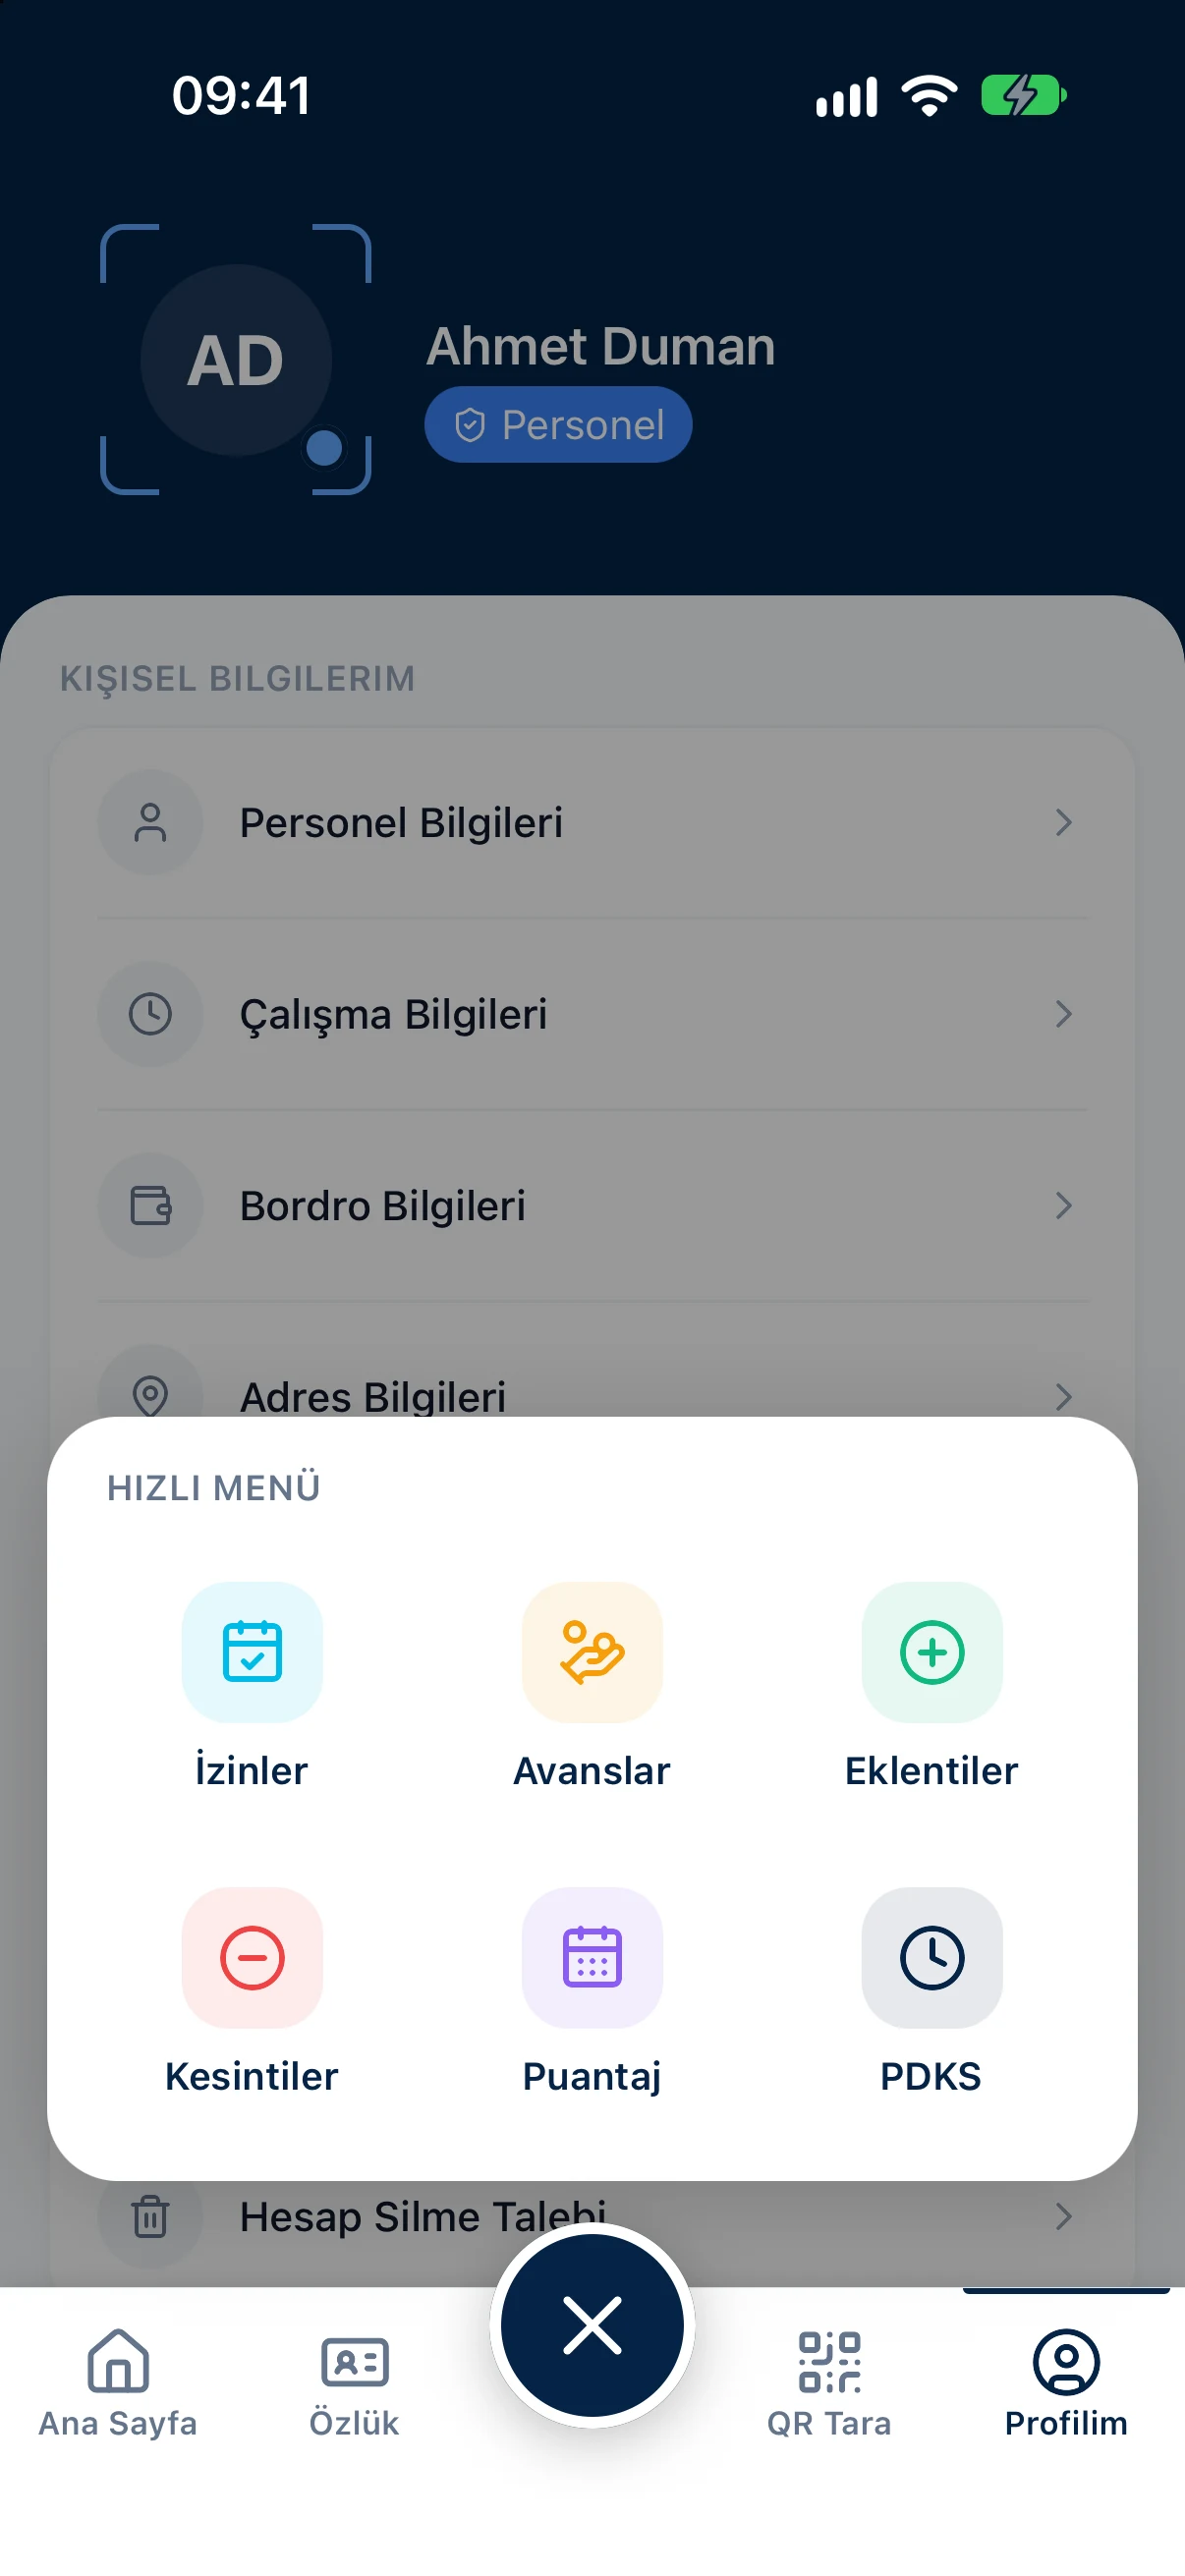 09:41
AD
Ahmet Duman
Personel
KIŞISEL BILGILERIM
Personel Bilgileri
Çalışma Bilgileri
Bordro Bilgileri
Adres Bilgileri
HIZLI MENÜ
İzinler
Avanslar
Eklentiler
Kesintiler
Puantaj
PDKS
Hesap Silme Talebi
Ana Sayfa
Özlük
QR Tara
Profilim